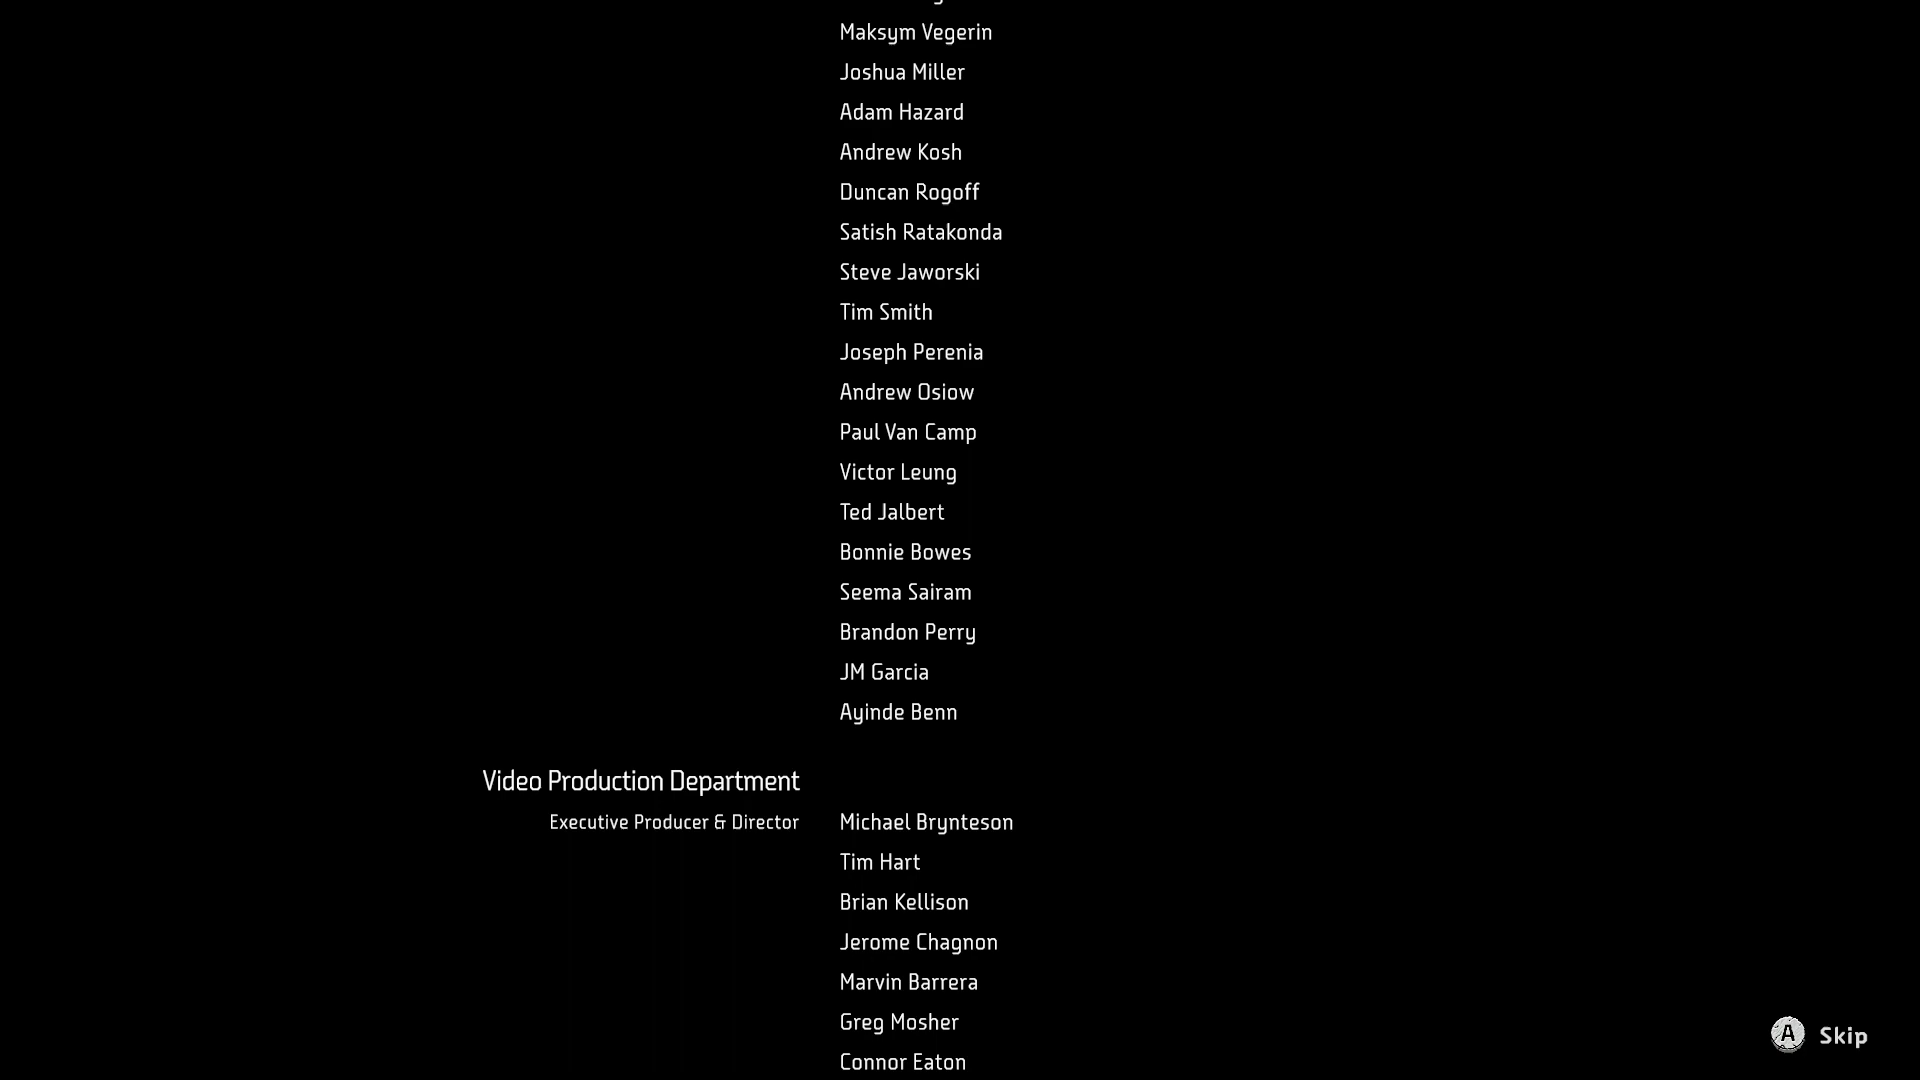 Maksym Vegerin
Joshua Miller
Adam Hazard
Andrew Kosh
Duncan Rogoff
Satish Ratakonda
Steve Jaworski
Tim Smith
Joseph Perenia
Andrew Osiow
Paul Van Camp
Victor Leung
Ted Jalbert
Bonnie Bowes
Seema Sairam
Brandon Perry
JM Garcia
Ayinde Benn
Video Production Department
Executive Producer & Director Michael Brynteson
Tim Hart
Brian Kellison
Jerome Chagnon
Marvin Barrera
Greg Mosher
Connor Eaton
A Skip